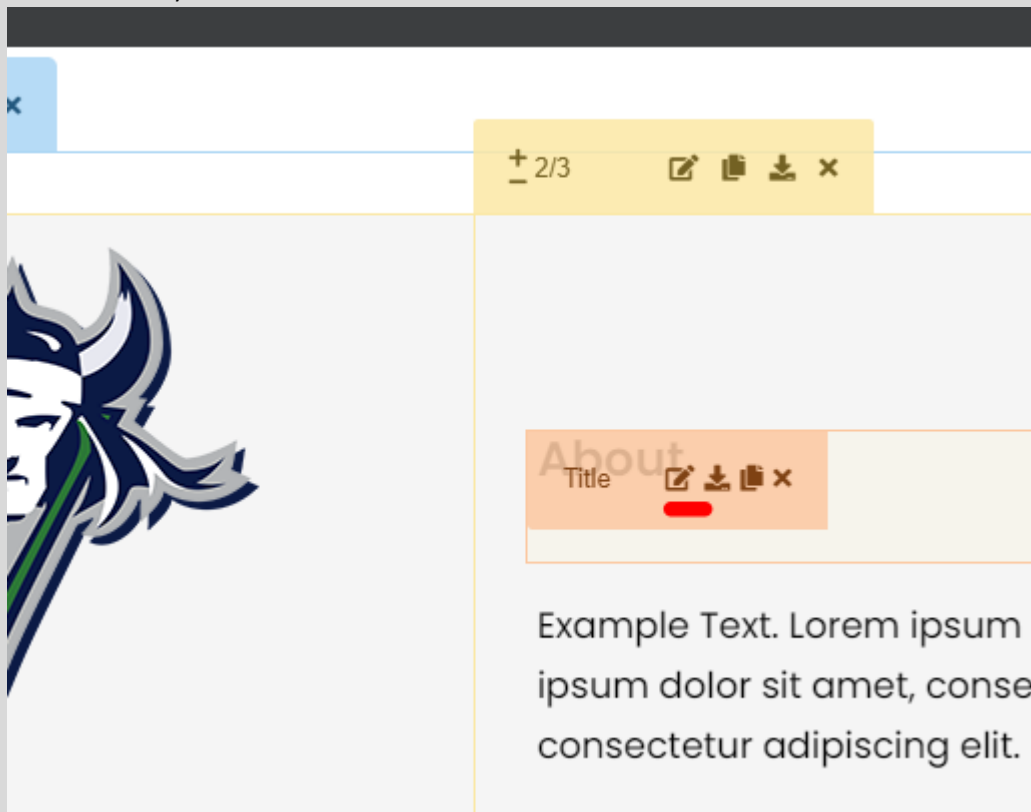 2/3
About
Title
Example Text. Lorem ipsum
ipsum dolor sit amet, conse
consectetur adipiscing elit.